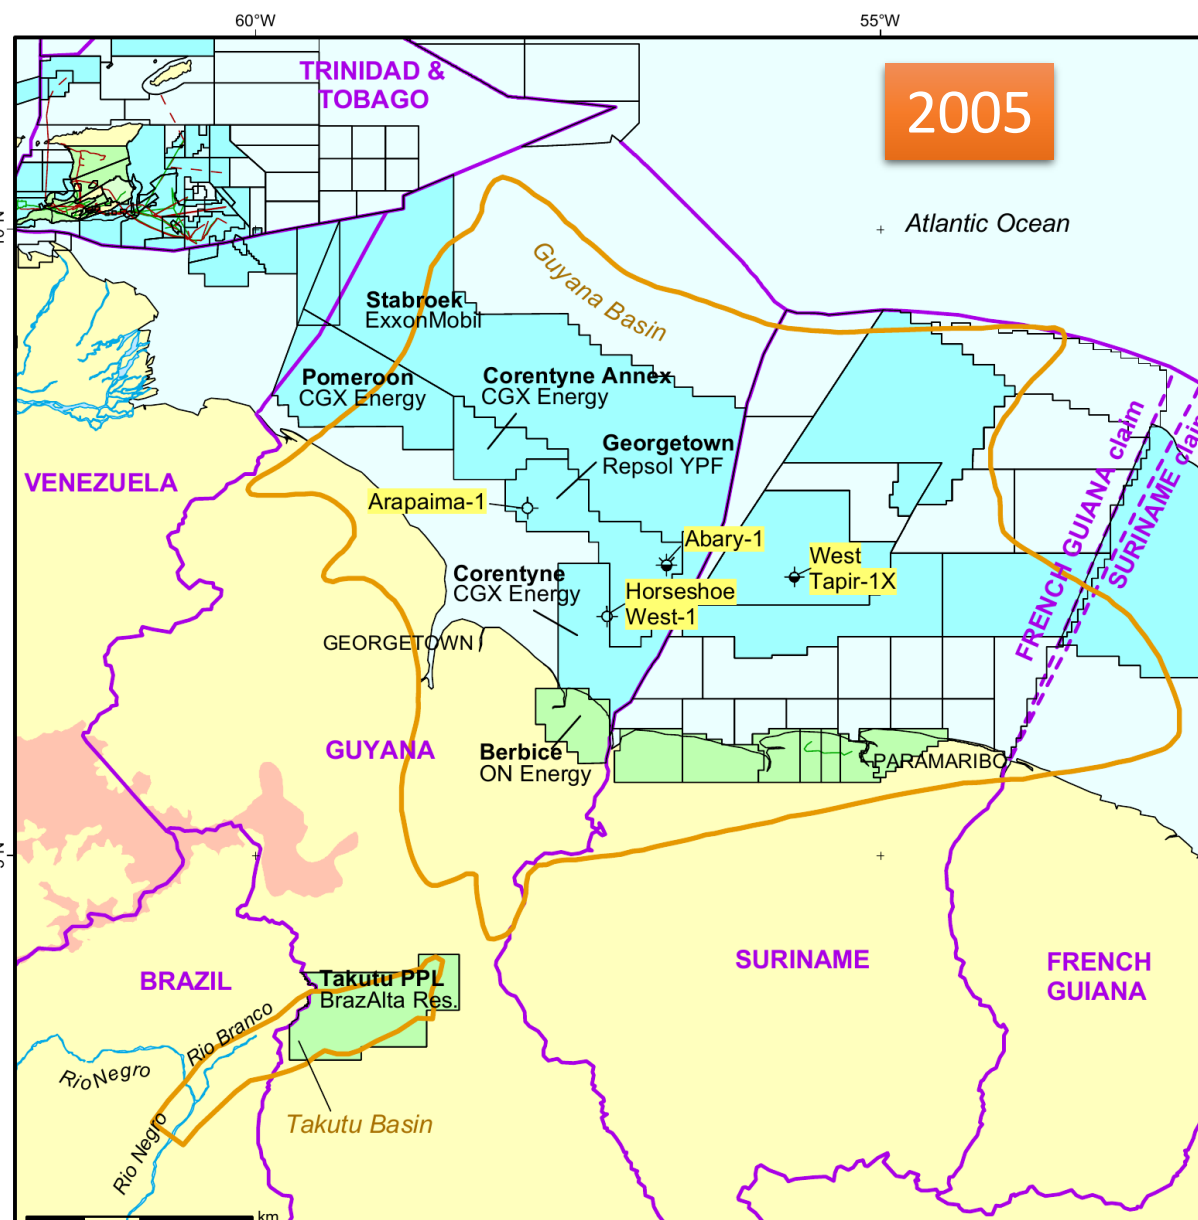 60°W
55°W
TRINIDAD &
TOBAGO
2005
Atlantic Ocean
Guyana Basin
Stabroek
ExxonMobil
Pomeroon
CGX Energy
Corentyne Annex
CGX Energy
Georgetown
Repsol YPF
VENEZUELA
Arapaima-1
Abary-1
West
Tapir-1X
Corentyne
CGX Energy
Horseshoe
West-1
FRENCH GUIANA claim
SURINAME claim
GEORGETOWN
GUYANA
Berbice
ON Energy
PARAMARIBO
BRAZIL
Takutu PPL
BrazAlta Res.
SURINAME
FRENCH
GUIANA
Rio Branco
Rio Negro
Rio Negro
Takutu Basin
km